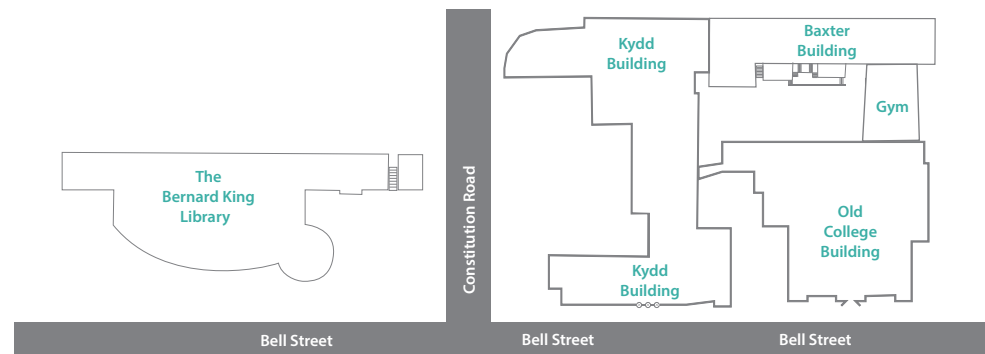 Kydd
Building
Baxter
Building
Gym
The
Bernard King
Library
Constitution Road
Old
College
Building
Kydd
Building
Bell Street
Bell Street
Bell Street